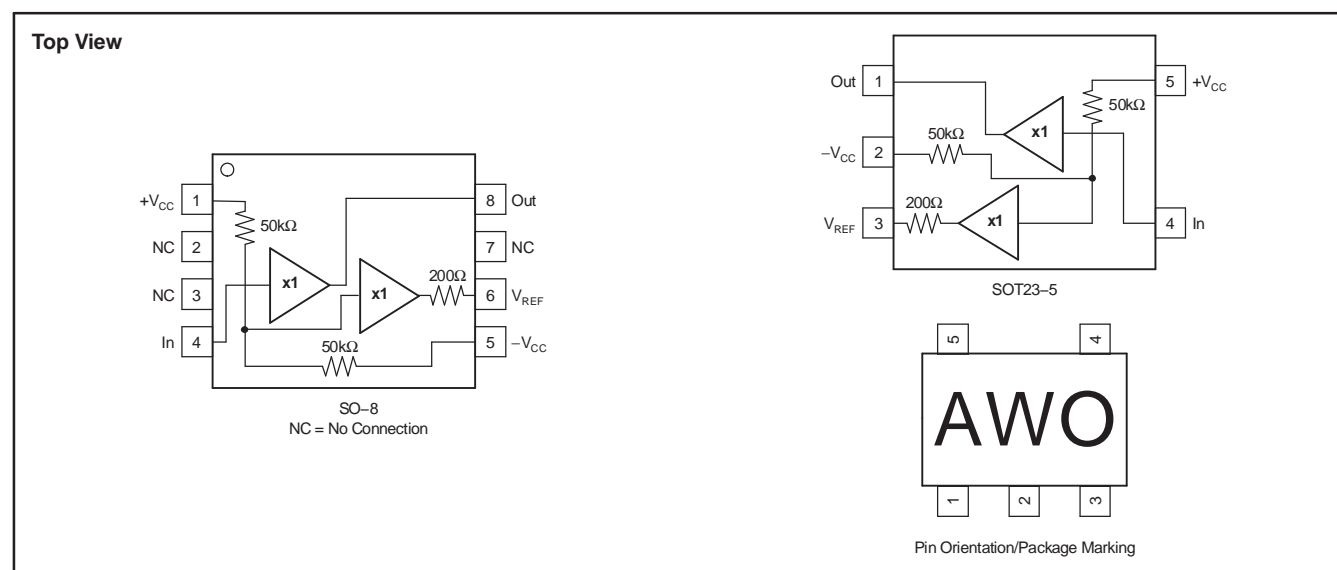 Top View
+VCC 1
NC 2
NC 3
In 4
50kΩ
x1
x1
200Ω
50kΩ
8 Out
7 NC
6 VREF
5 −VCC
SO−8
NC = No Connection
Out 1
−VCC 2
VREF 3
50kΩ
200Ω
x1
x1
50kΩ
5 +VCC
4 In
SOT23−5
5
4
AWO
1
2
3
Pin Orientation/Package Marking